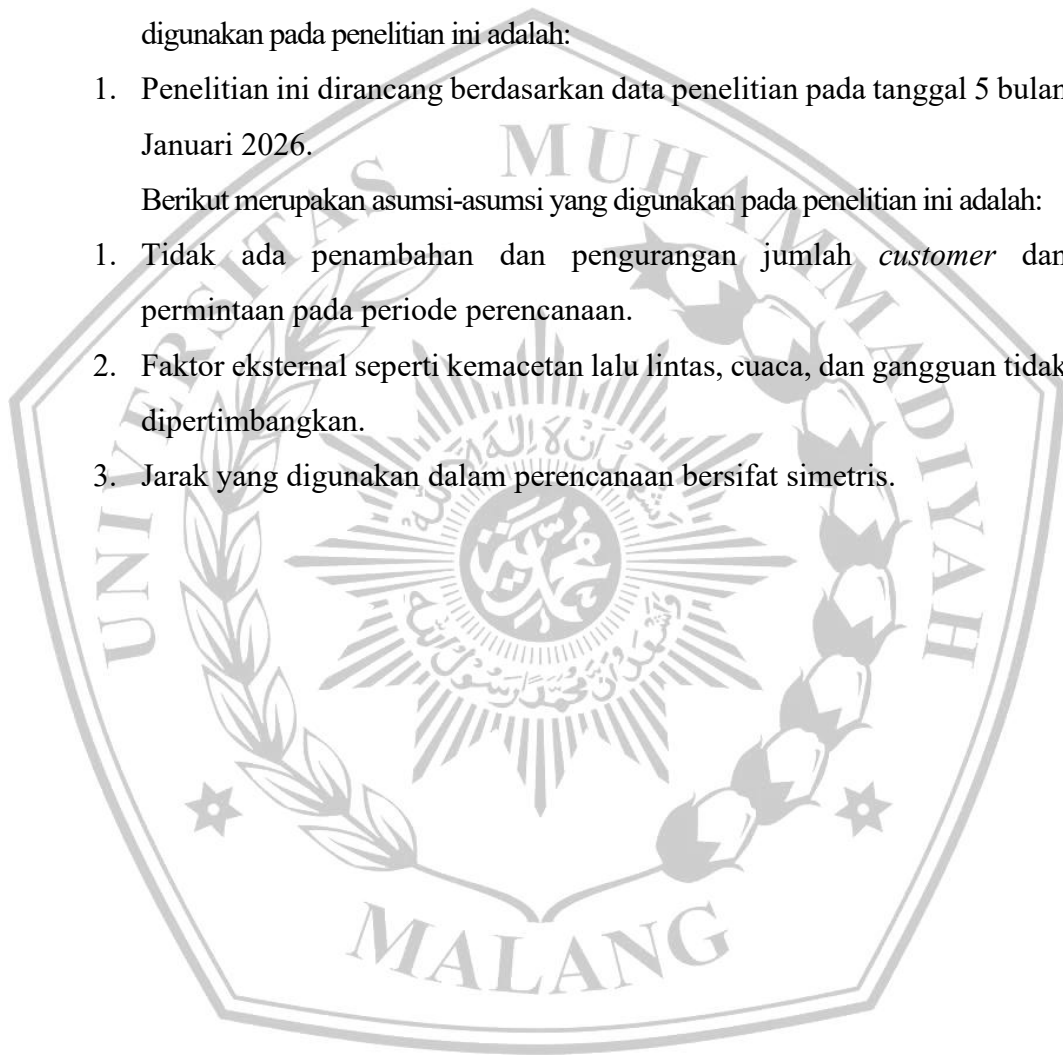 digunakan pada penelitian ini adalah:
1. Penelitian ini dirancang berdasarkan data penelitian pada tanggal 5 bulan
Januari 2026.
Berikut merupakan asumsi-asumsi yang digunakan pada penelitian ini adalah:
1. Tidak ada penambahan dan pengurangan jumlah customer dan
permintaan pada periode perencanaan.
2. Faktor eksternal seperti kemacetan lalu lintas, cuaca, dan gangguan tidak
dipertimbangkan.
3. Jarak yang digunakan dalam perencanaan bersifat simetris.
UNIVERSITAS MUHAMMADIYAH
MALANG